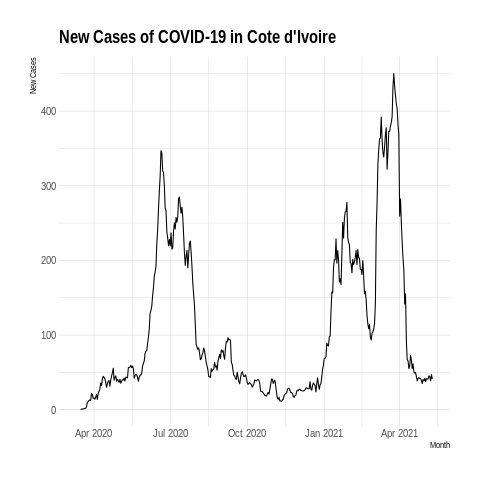 New Cases of COVID-19 in Cote d'Ivoire
New Cases
400
300
200
100
0
Apr 2020 Jul 2020 Oct 2020 Jan 2021 Apr 2021
Month